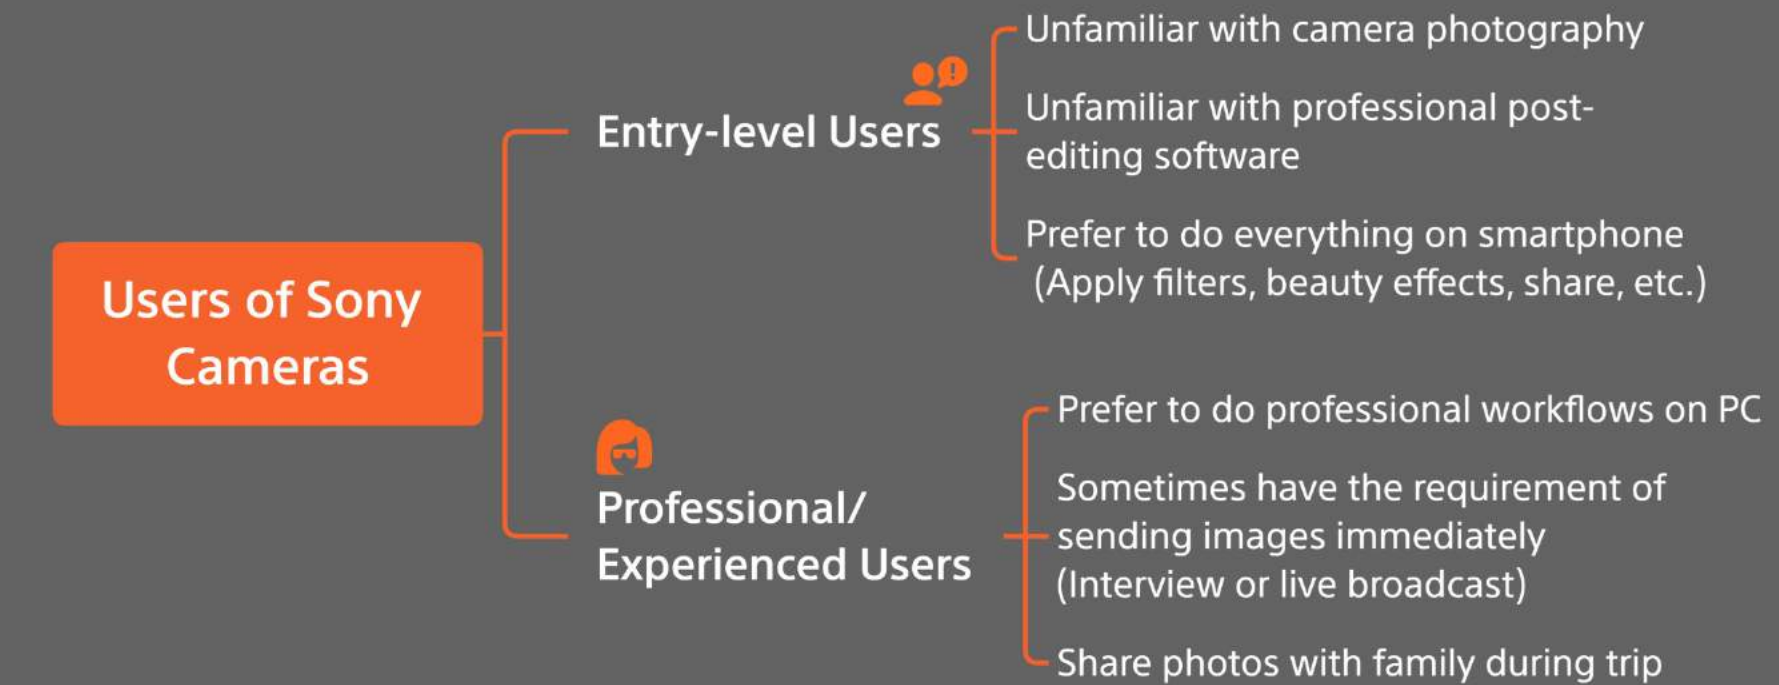 Users of Sony
Cameras
Entry-level Users
Unfamiliar with camera photography
Unfamiliar with professional post-
editing software
Prefer to do everything on smartphone
(Apply filters, beauty effects, share, etc.)
Professional/
Experienced Users
Prefer to do professional workflows on PC
Sometimes have the requirement of
sending images immediately
(Interview or live broadcast)
Share photos with family during trip